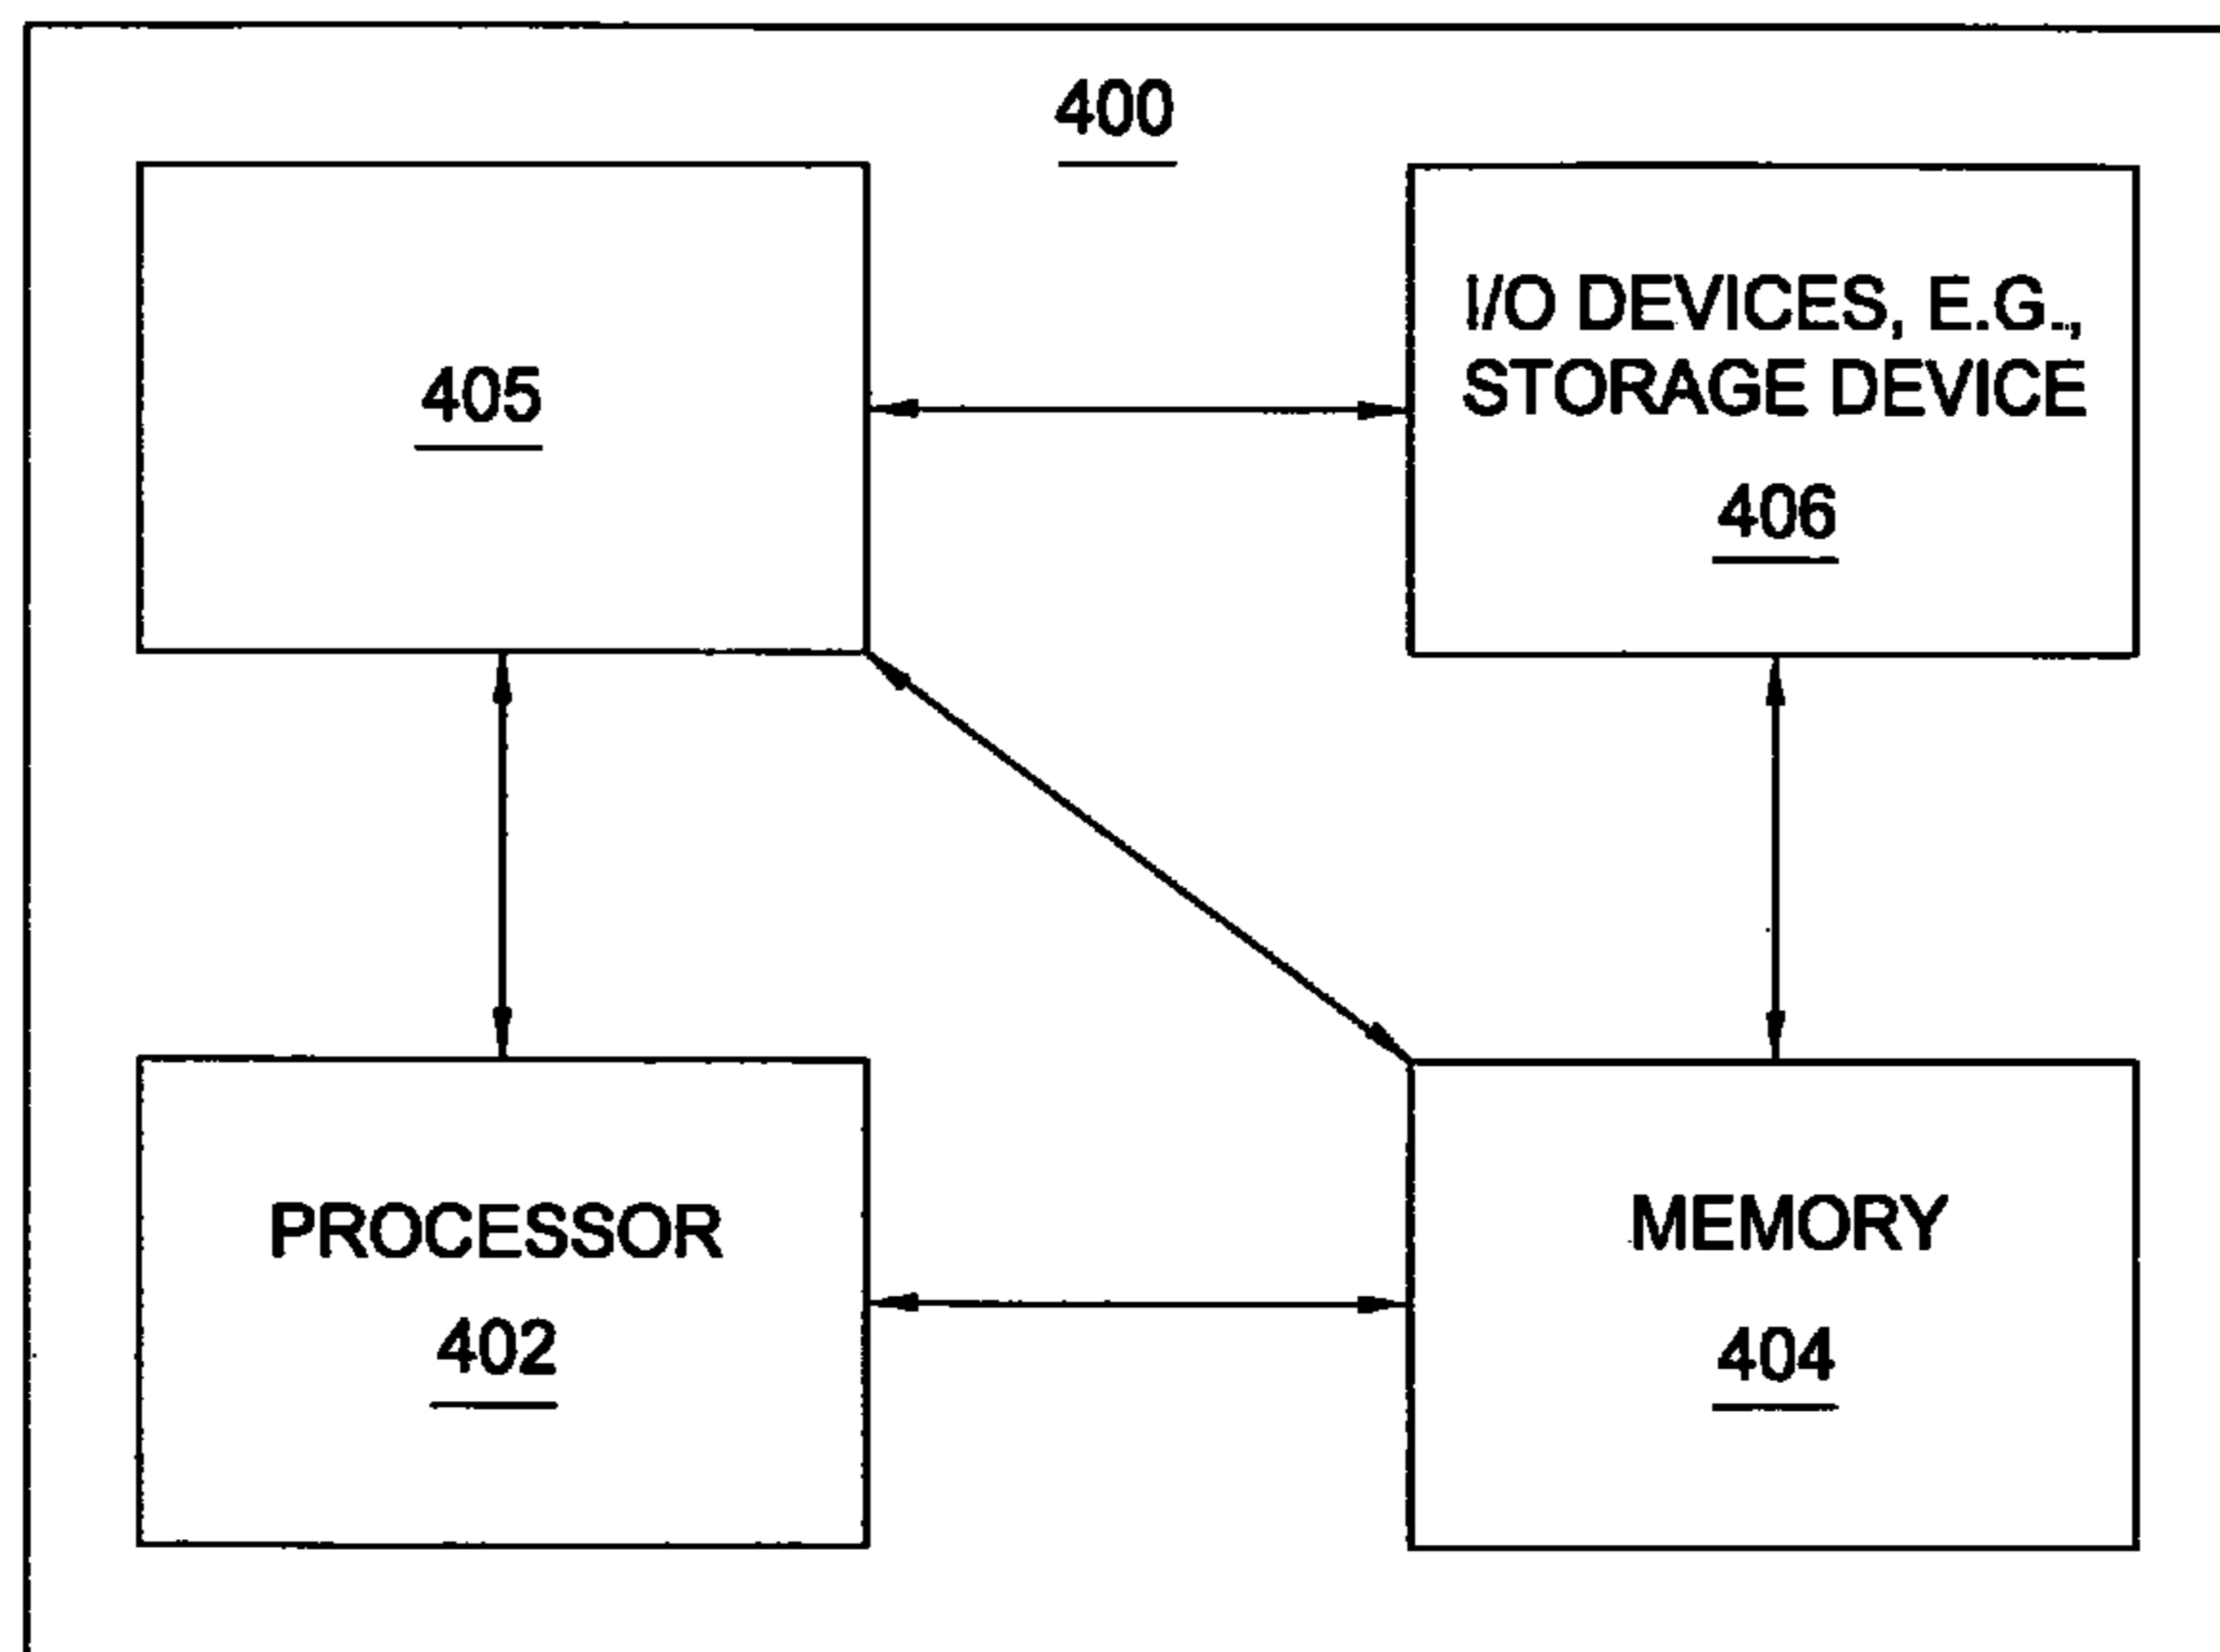 400
405
I/O DEVICES, E.G.,
STORAGE DEVICE
406
PROCESSOR
402
MEMORY
404